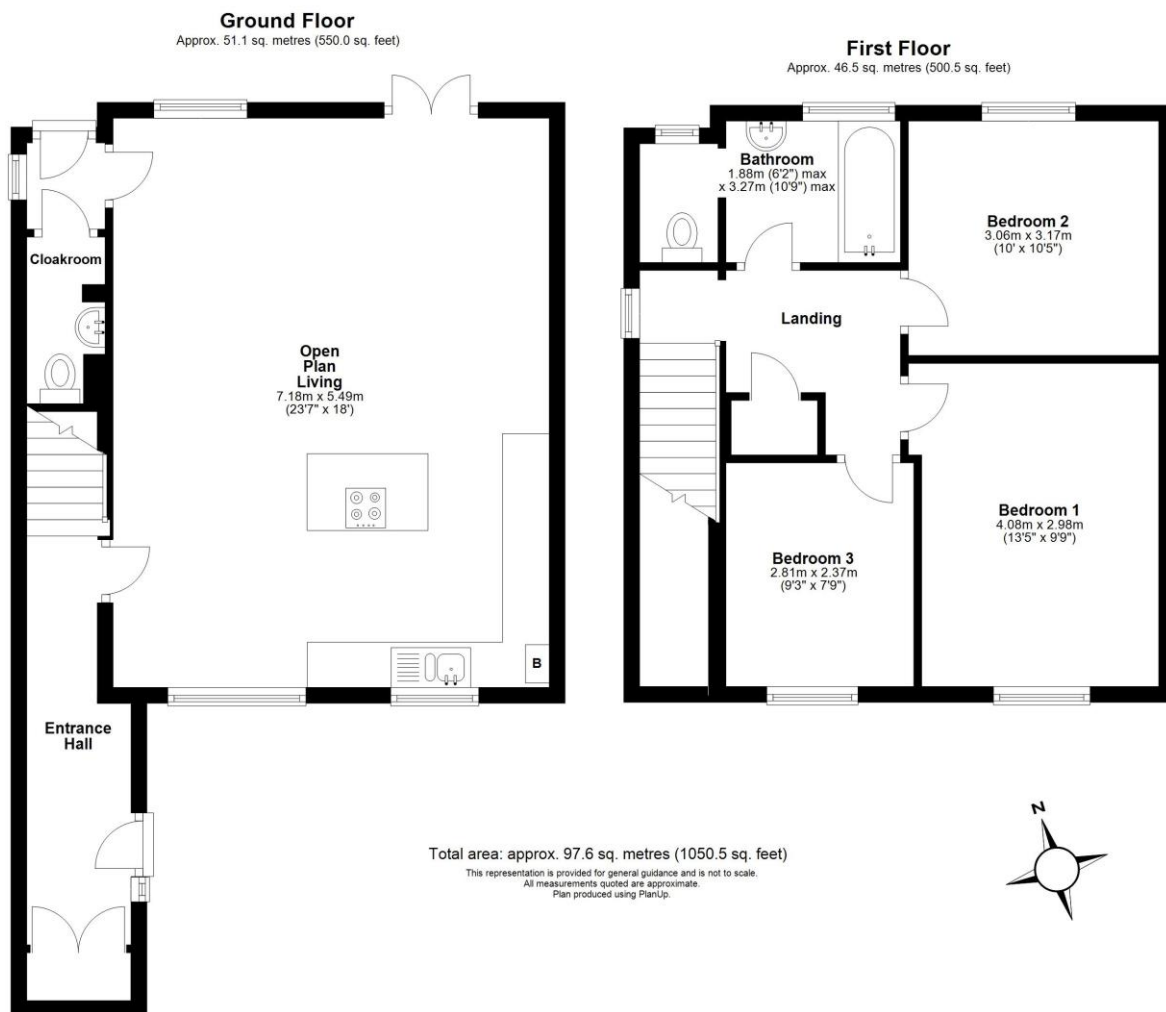 Ground Floor
Approx. 51.1 sq. metres (550.0 sq. feet)
Cloakroom
Open
Plan
Living
7.18m x 5.49m
(23'7" x 18')
B
Entrance
Hall
First Floor
Approx. 46.5 sq. metres (500.5 sq. feet)
Bathroom
1.88m (6'2") max
x 3.27m (10'9") max
Bedroom 2
3.06m x 3.17m
(10' x 10'5")
Landing
Bedroom 1
4.08m x 2.98m
(13'5" x 9'9")
Bedroom 3
2.81m x 2.37m
(9'3" x 7'9")
Total area: approx. 97.6 sq. metres (1050.5 sq. feet)
This representation is provided for general guidance and is not to scale.
All measurements quoted are approximate.
Plan produced using PlanUp.
N